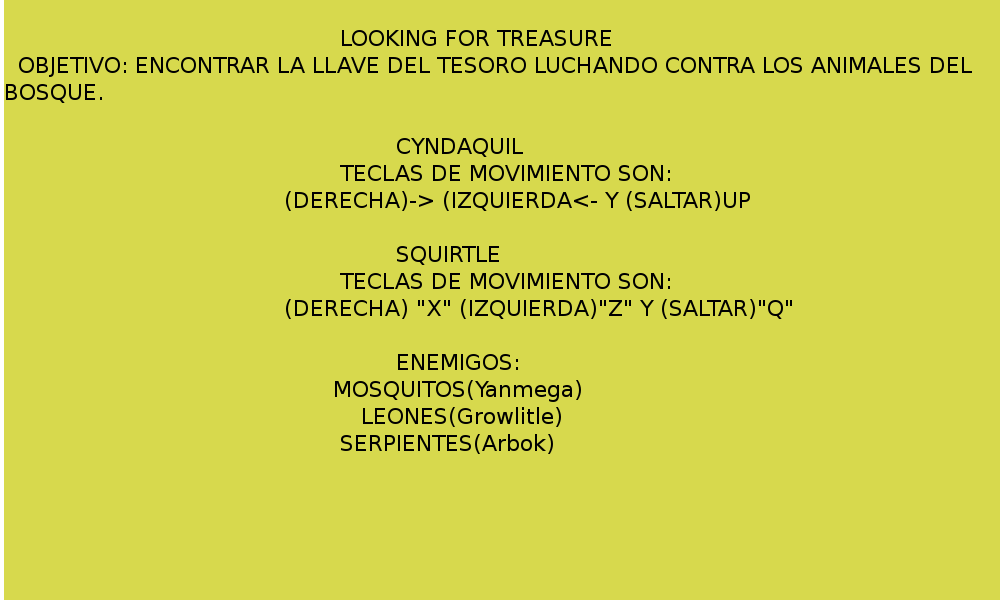 LOOKING FOR TREASURE
OBJETIVO: ENCONTRAR LA LLAVE DEL TESORO LUCHANDO CONTRA LOS ANIMALES DEL
BOSQUE.
CYNDAQUIL
TECLAS DE MOVIMIENTO SON:
(DERECHA)-> (IZQUIERDA<- Y (SALTAR)UP
SQUIRTLE
TECLAS DE MOVIMIENTO SON:
(DERECHA) "X" (IZQUIERDA)"Z" Y (SALTAR)"Q"
ENEMIGOS:
MOSQUITOS(Yanmega)
LEONES(Growlitle)
SERPIENTES(Arbok)